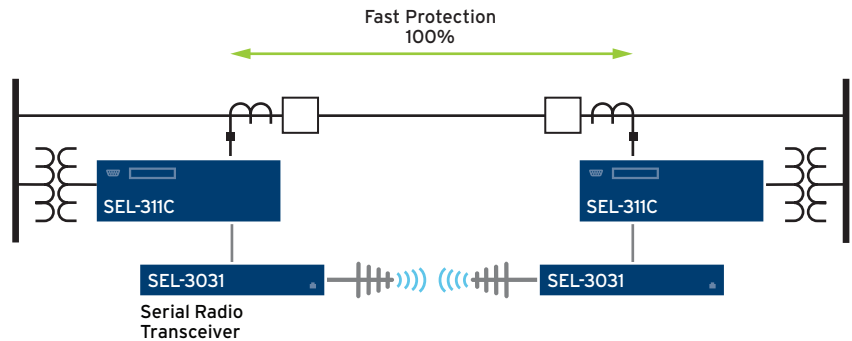 Fast Protection
100%
SEL-311C
SEL-311C
SEL-3031
SEL-3031
Serial Radio
Transceiver